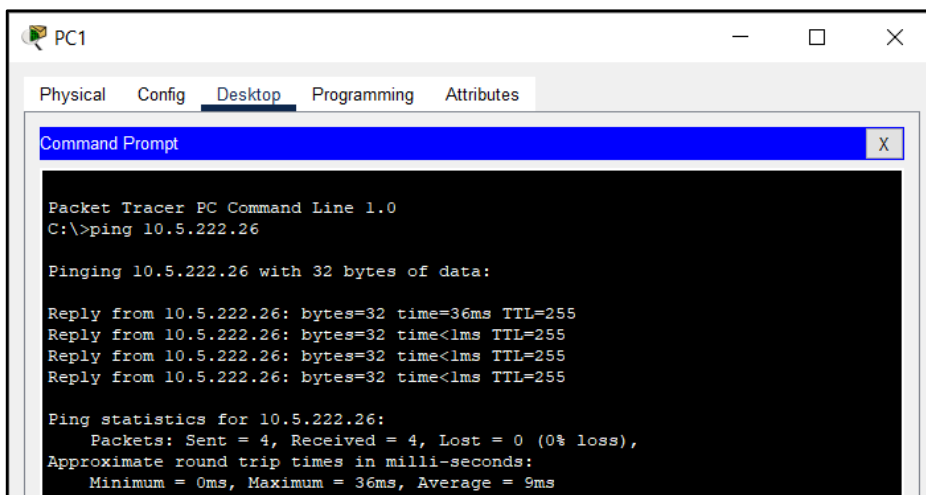 PC1
Physical Config Desktop Programming Attributes
Command Prompt X
Packet Tracer PC Command Line 1.0
C:\>ping 10.5.222.26
Pinging 10.5.222.26 with 32 bytes of data:
Reply from 10.5.222.26: bytes=32 time=36ms TTL=255
Reply from 10.5.222.26: bytes=32 time<1ms TTL=255
Reply from 10.5.222.26: bytes=32 time<1ms TTL=255
Reply from 10.5.222.26: bytes=32 time<1ms TTL=255
Ping statistics for 10.5.222.26:
Packets: Sent = 4, Received = 4, Lost = 0 (0% loss),
Approximate round trip times in milli-seconds:
Minimum = 0ms, Maximum = 36ms, Average = 9ms